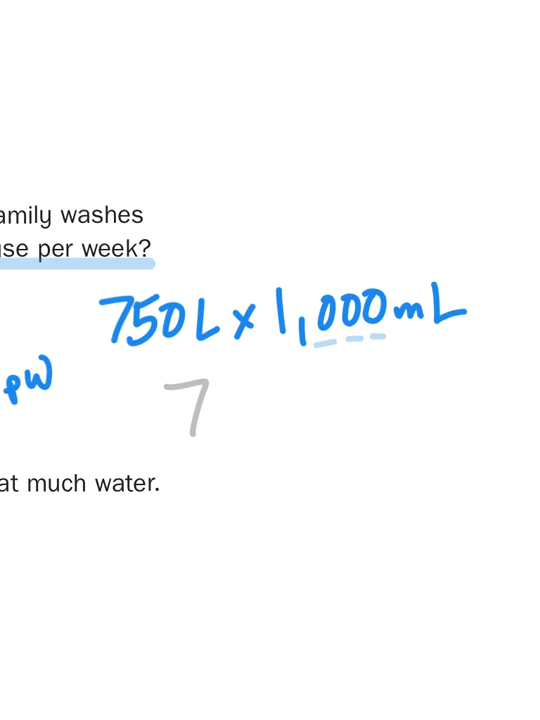 amily washes
se per week?
750L x 1,000mL
pW
7
at much water.